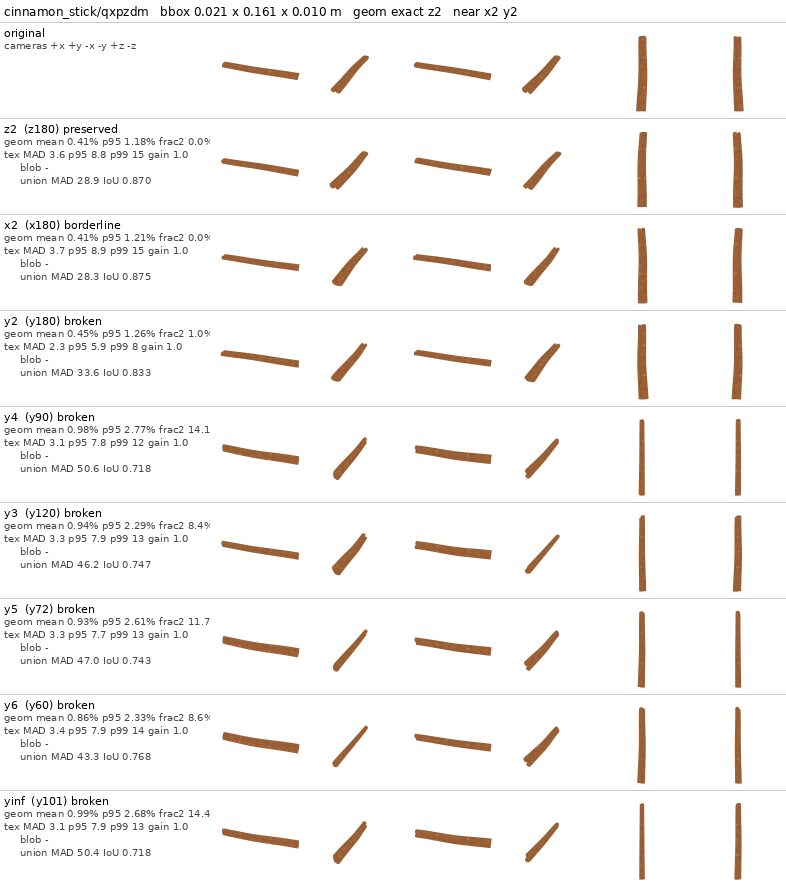 cinnamon_stick/qxpzdm   bbox 0.021 x 0.161 x 0.010 m   geom exact z2   near x2 y2
original
cameras +x +y -x -y +z -z
z2  (z180) preserved
geom mean 0.41% p95 1.18% frac2 0.0%
tex MAD 3.6 p95 8.8 p99 15 gain 1.0
blob -
union MAD 28.9 IoU 0.870
x2  (x180) borderline
geom mean 0.41% p95 1.21% frac2 0.0%
tex MAD 3.7 p95 8.9 p99 15 gain 1.0
blob -
union MAD 28.3 IoU 0.875
y2  (y180) broken
geom mean 0.45% p95 1.26% frac2 1.0%
tex MAD 2.3 p95 5.9 p99 8 gain 1.0
blob -
union MAD 33.6 IoU 0.833
y4  (y90) broken
geom mean 0.98% p95 2.77% frac2 14.1
tex MAD 3.1 p95 7.8 p99 12 gain 1.0
blob -
union MAD 50.6 IoU 0.718
y3  (y120) broken
geom mean 0.94% p95 2.29% frac2 8.4%
tex MAD 3.3 p95 7.9 p99 13 gain 1.0
blob -
union MAD 46.2 IoU 0.747
y5  (y72) broken
geom mean 0.93% p95 2.61% frac2 11.7
tex MAD 3.3 p95 7.7 p99 13 gain 1.0
blob -
union MAD 47.0 IoU 0.743
y6  (y60) broken
geom mean 0.86% p95 2.33% frac2 8.6%
tex MAD 3.4 p95 7.9 p99 14 gain 1.0
blob -
union MAD 43.3 IoU 0.768
yinf  (y101) broken
geom mean 0.99% p95 2.68% frac2 14.4
tex MAD 3.1 p95 7.9 p99 13 gain 1.0
blob -
union MAD 50.4 IoU 0.718